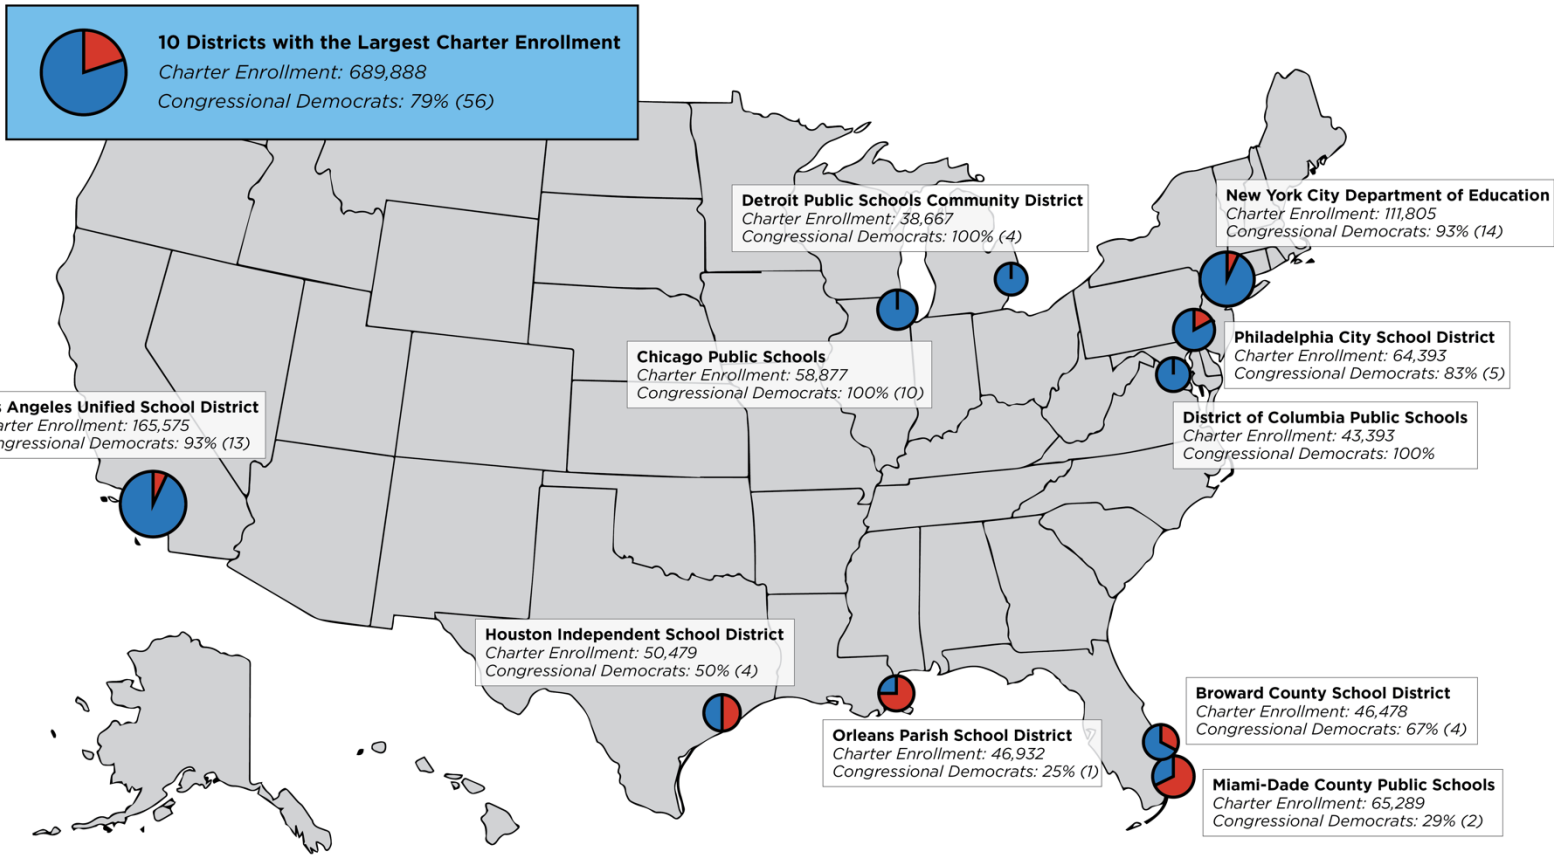 10 Districts with the Largest Charter Enrollment
Charter Enrollment: 689,888
Congressional Democrats: 79% (56)
Detroit Public Schools Community District
Charter Enrollment: 38,667
Congressional Democrats: 100% (4)
New York City Department of Education
Charter Enrollment: 111,805
Congressional Democrats: 93% (14)
Philadelphia City School District
Charter Enrollment: 64,393
Congressional Democrats: 83% (5)
Chicago Public Schools
Charter Enrollment: 58,877
Congressional Democrats: 100% (10)
s Angeles Unified School District
arter Enrollment: 165,575
ngressional Democrats: 93% (13)
District of Columbia Public Schools
Charter Enrollment: 43,393
Congressional Democrats: 100%
Houston Independent School District
Charter Enrollment: 50,479
Congressional Democrats: 50% (4)
Orleans Parish School District
Charter Enrollment: 46,932
Congressional Democrats: 25% (1)
Broward County School District
Charter Enrollment: 46,478
Congressional Democrats: 67% (4)
Miami-Dade County Public Schools
Charter Enrollment: 65,289
Congressional Democrats: 29% (2)